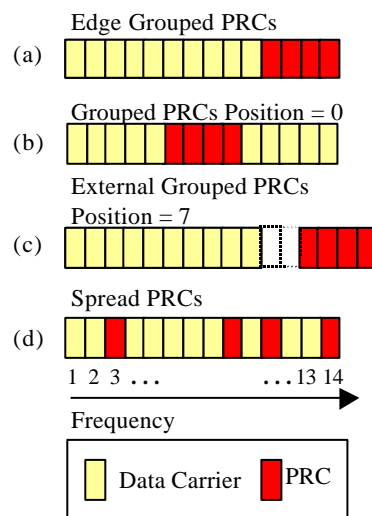 Edge Grouped PRCs
(a)
Grouped PRCs Position = 0
(b)
External Grouped PRCs
Position = 7
(c)
Spread PRCs
(d)
1 2 3 ... ... 13 14
Frequency
Data Carrier PRC